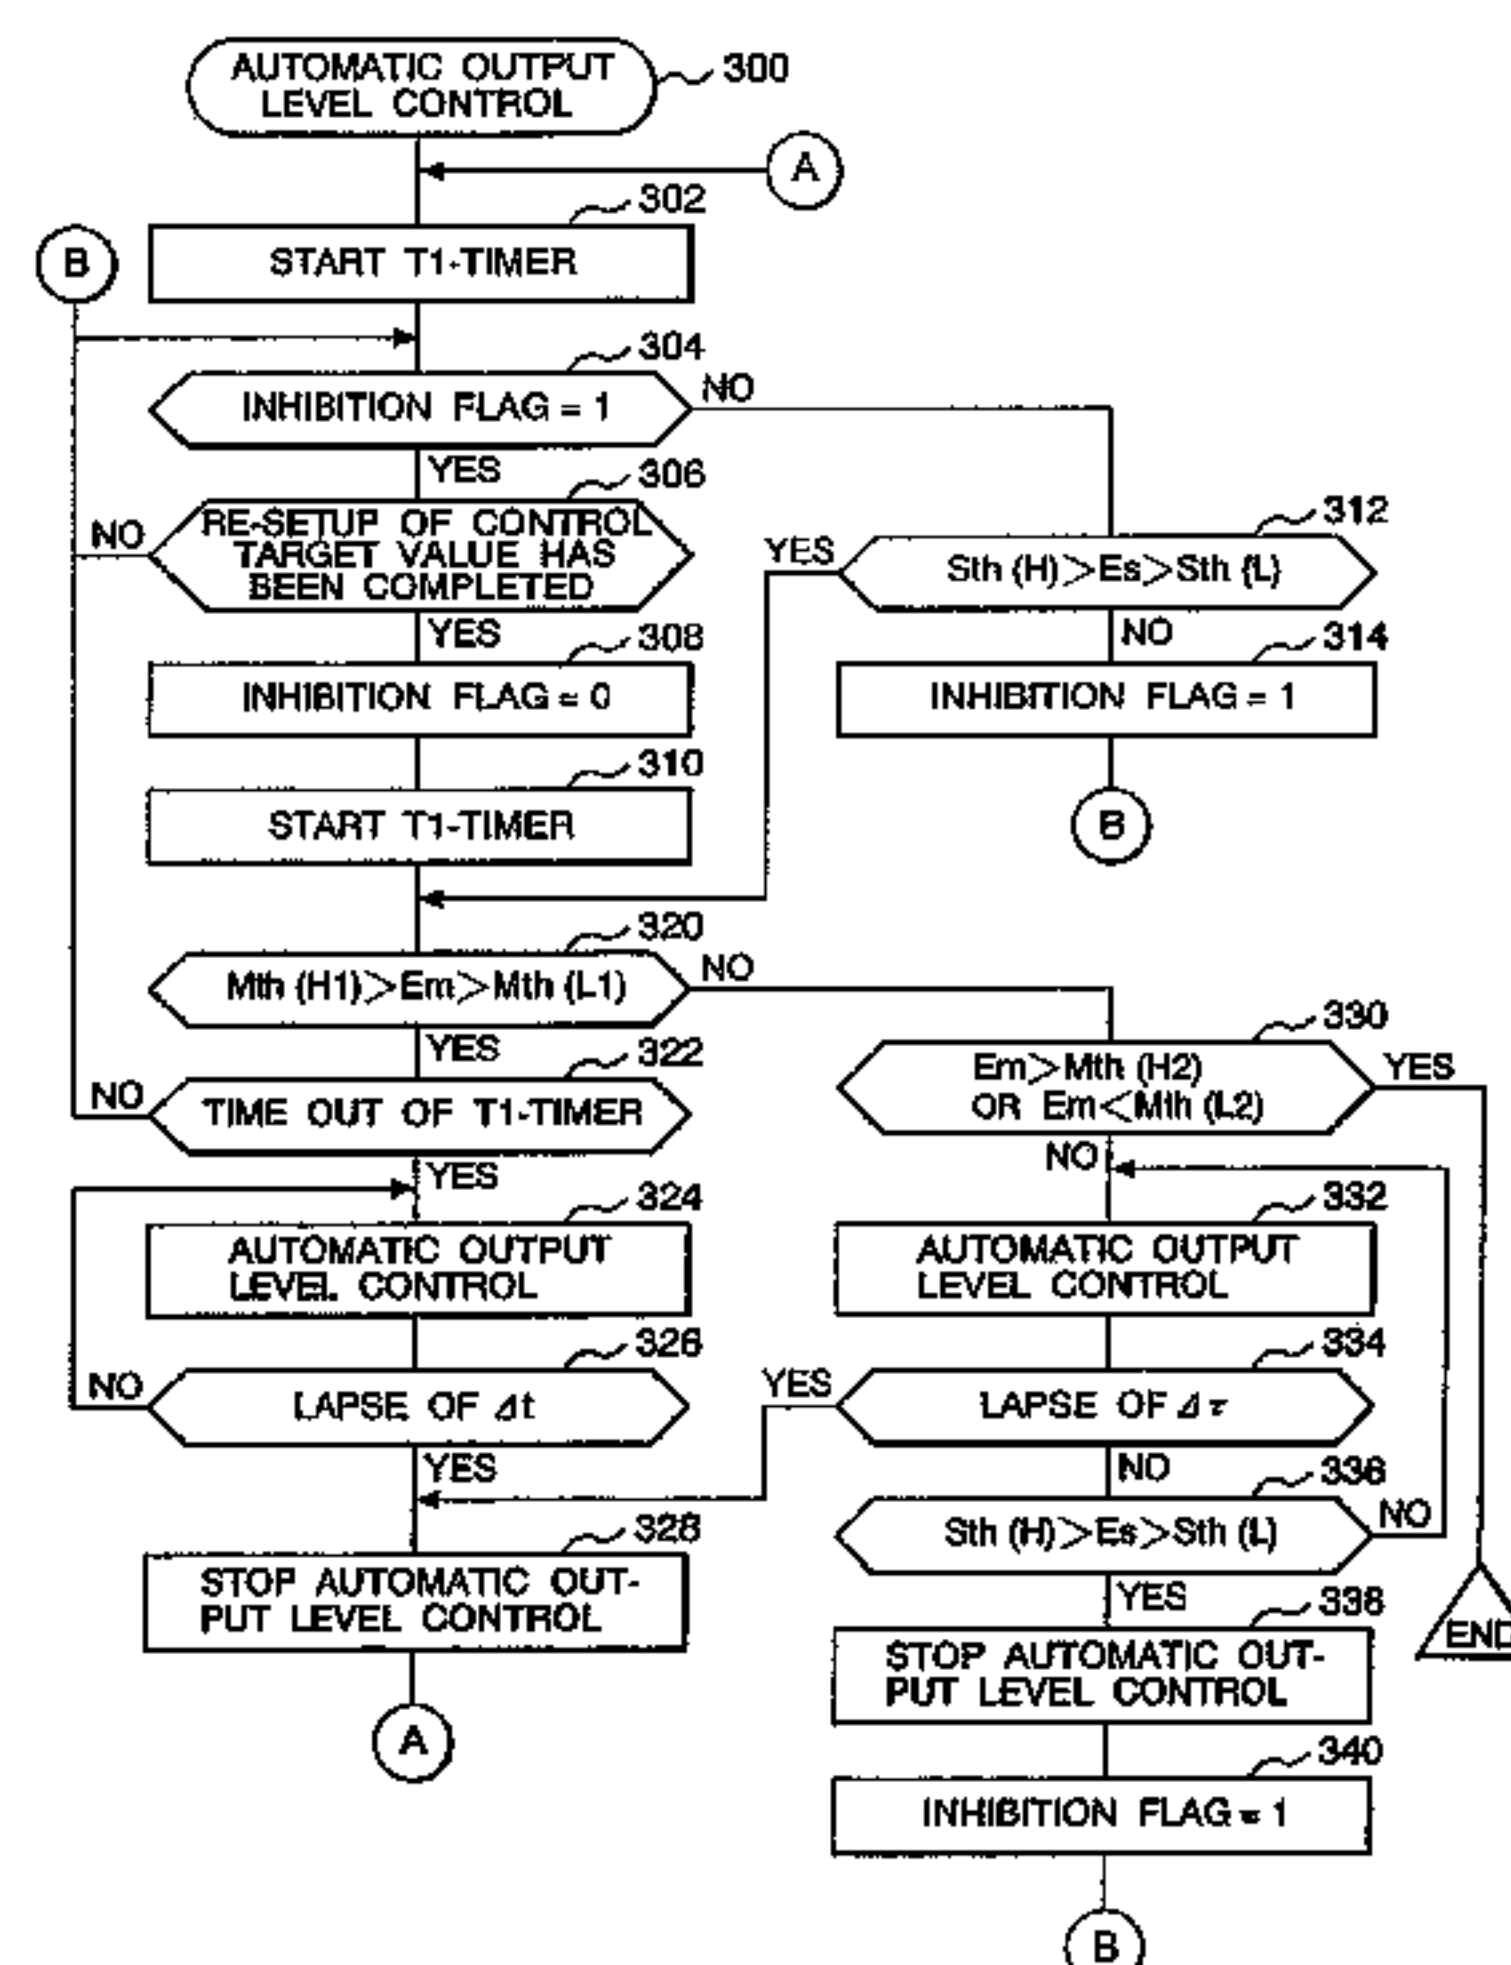 AUTOMATIC OUTPUT
LEVEL CONTROL
300
A
302
START T1-TIMER
B
304
INHIBITION FLAG = 1
NO
YES
306
RE-SETUP OF CONTROL
TARGET VALUE HAS
BEEN COMPLETED
NO
YES
312
Sth (H)>Es>Sth (L)
YES
NO
308
INHIBITION FLAG = 0
314
INHIBITION FLAG = 1
310
START T1-TIMER
B
320
Mth (H1)>Em>Mth (L1)
NO
YES
322
TIME OUT OF T1-TIMER
NO
YES
330
Em>Mth (H2)
OR Em<Mth (L2)
YES
NO
324
AUTOMATIC OUTPUT
LEVEL CONTROL
332
AUTOMATIC OUTPUT
LEVEL CONTROL
326
LAPSE OF Δt
NO
YES
334
LAPSE OF Δτ
YES
NO
336
Sth (H)>Es>Sth (L)
NO
YES
328
STOP AUTOMATIC OUT-
PUT LEVEL CONTROL
338
STOP AUTOMATIC OUT-
PUT LEVEL CONTROL
END
A
340
INHIBITION FLAG = 1
B